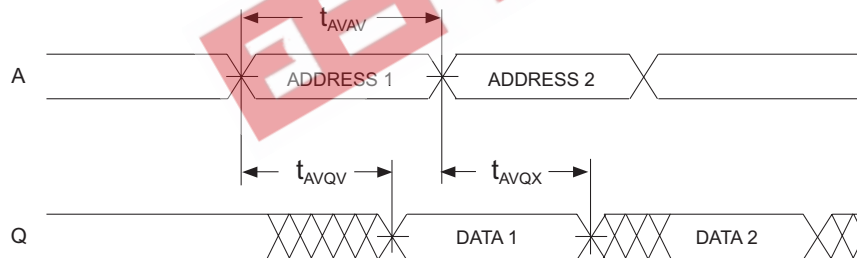 tAVAV
A
ADDRESS 1
ADDRESS 2
tAVQV
tAVQX
Q
DATA 1
DATA 2